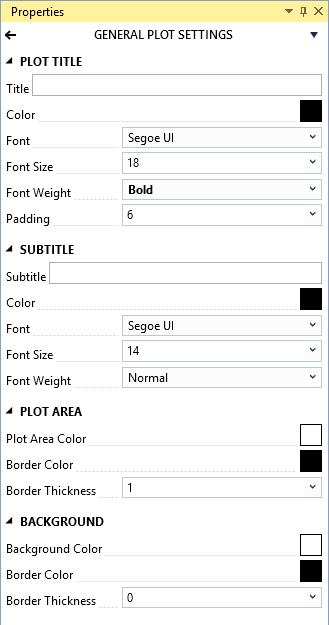 Properties
GENERAL PLOT SETTINGS
PLOT TITLE
Title
Color
Font Segoe UI
Font Size 18
Font Weight Bold
Padding 6
SUBTITLE
Subtitle
Color
Font Segoe UI
Font Size 14
Font Weight Normal
PLOT AREA
Plot Area Color
Border Color
Border Thickness 1
BACKGROUND
Background Color
Border Color
Border Thickness 0